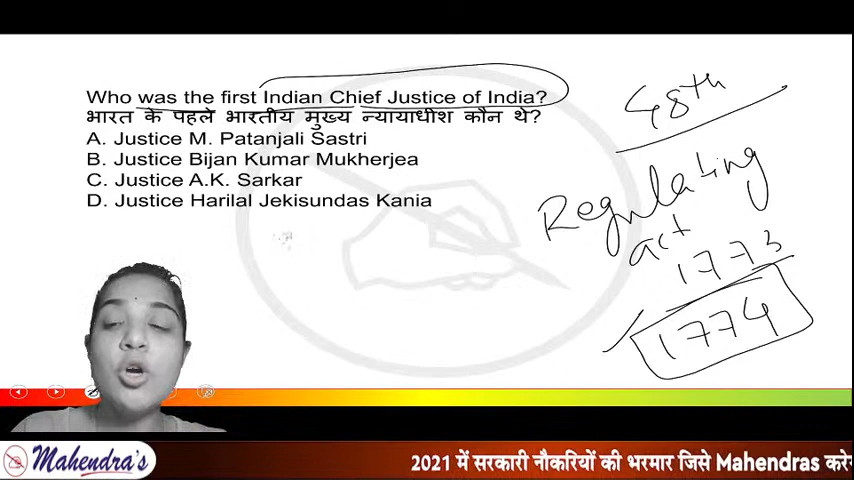 Who was the first Indian Chief Justice of India?
भारत के पहले भारतीय मुख्य न्यायाधीश कौन थे?
A. Justice M. Patanjali Sastri
B. Justice Bijan Kumar Mukherjea
C. Justice A.K. Sarkar
D. Justice Harilal Jekisundas Kania
48th
Regulating
act
1773
1774
Mahendra's
2021 में सरकारी नौकरियों की भरमार जिसे Mahendras करे